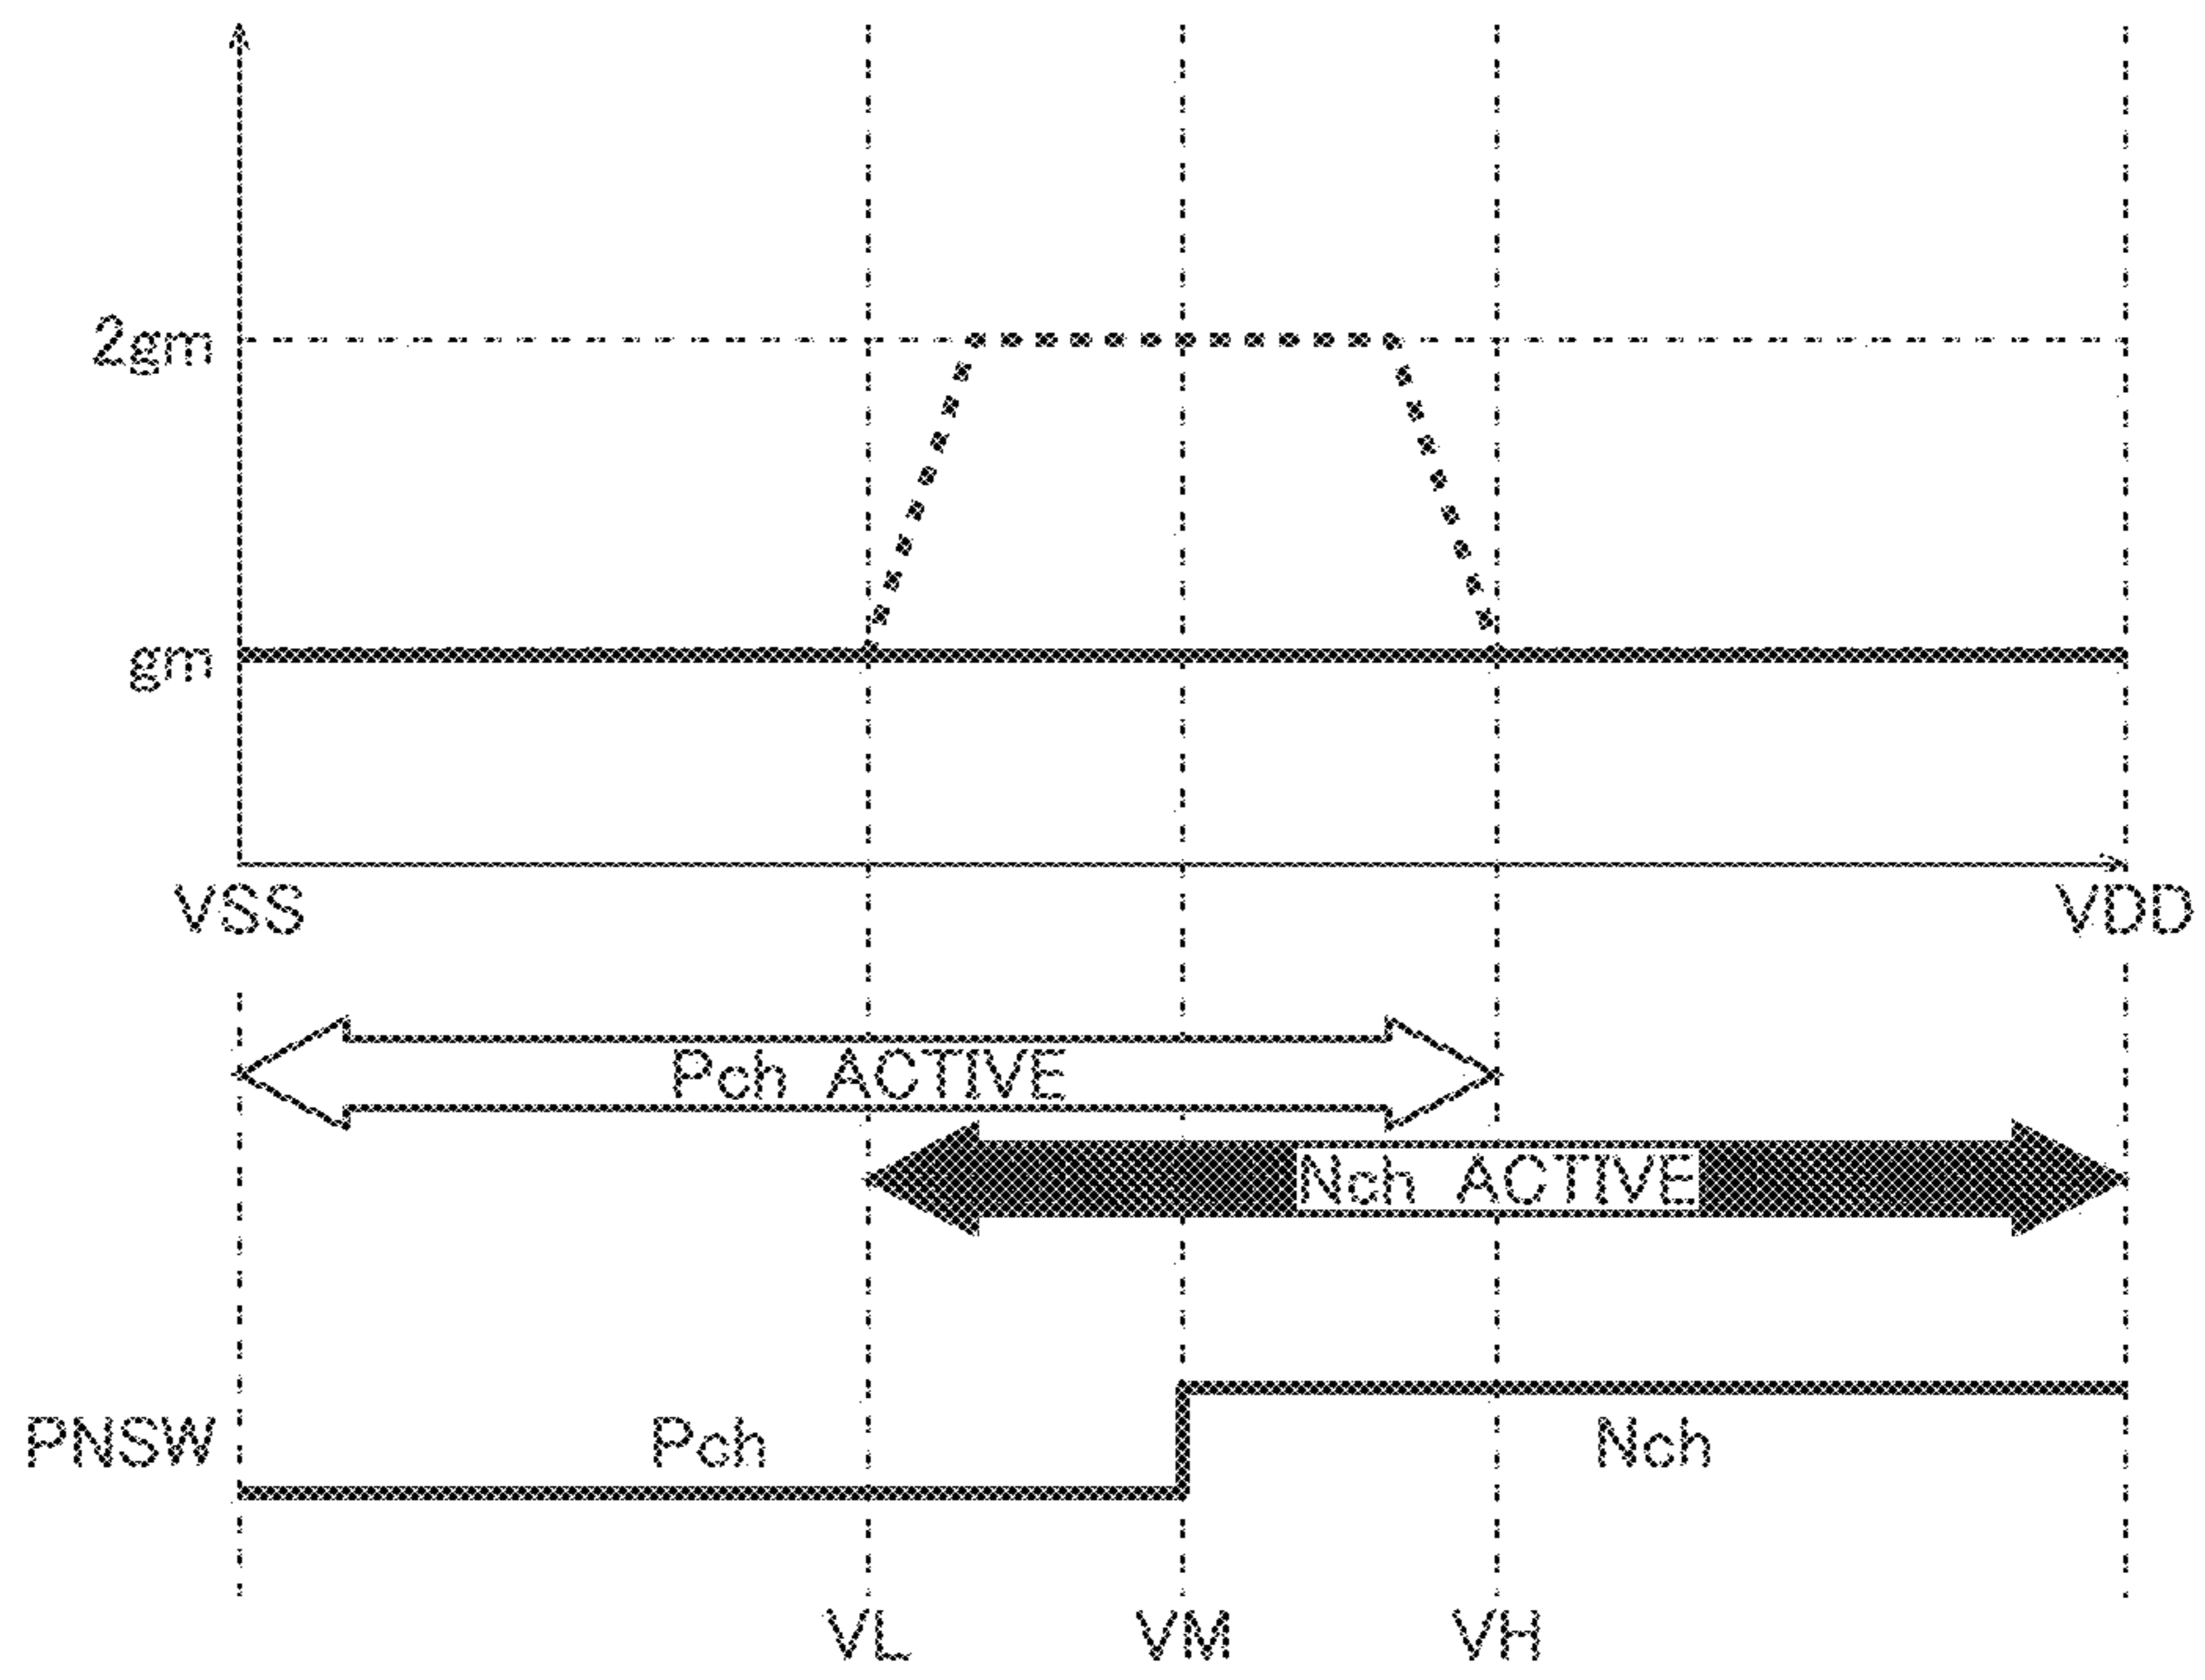 2gm
gm
VSS
VDD
Pch ACTIVE
Nch ACTIVE
PNSW
Pch
Nch
VL
VM
VH